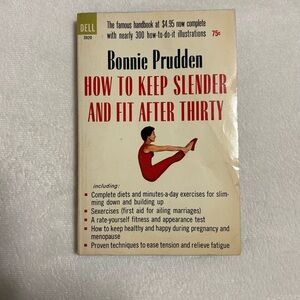 DELL
3820
The famous handbook at $4.95 now complete
with nearly 300 how-to-do-it illustrations 75¢
Bonnie Prudden
HOW TO KEEP SLENDER
AND FIT AFTER THIRTY
including:
• Complete diets and minutes-a-day exercises for slim-
ming down and building up
• Sexercises (first aid for ailing marriages)
• A rate-yourself fitness and appearance test
• How to keep healthy and happy during pregnancy and
menopause
• Proven techniques to ease tension and relieve fatigue